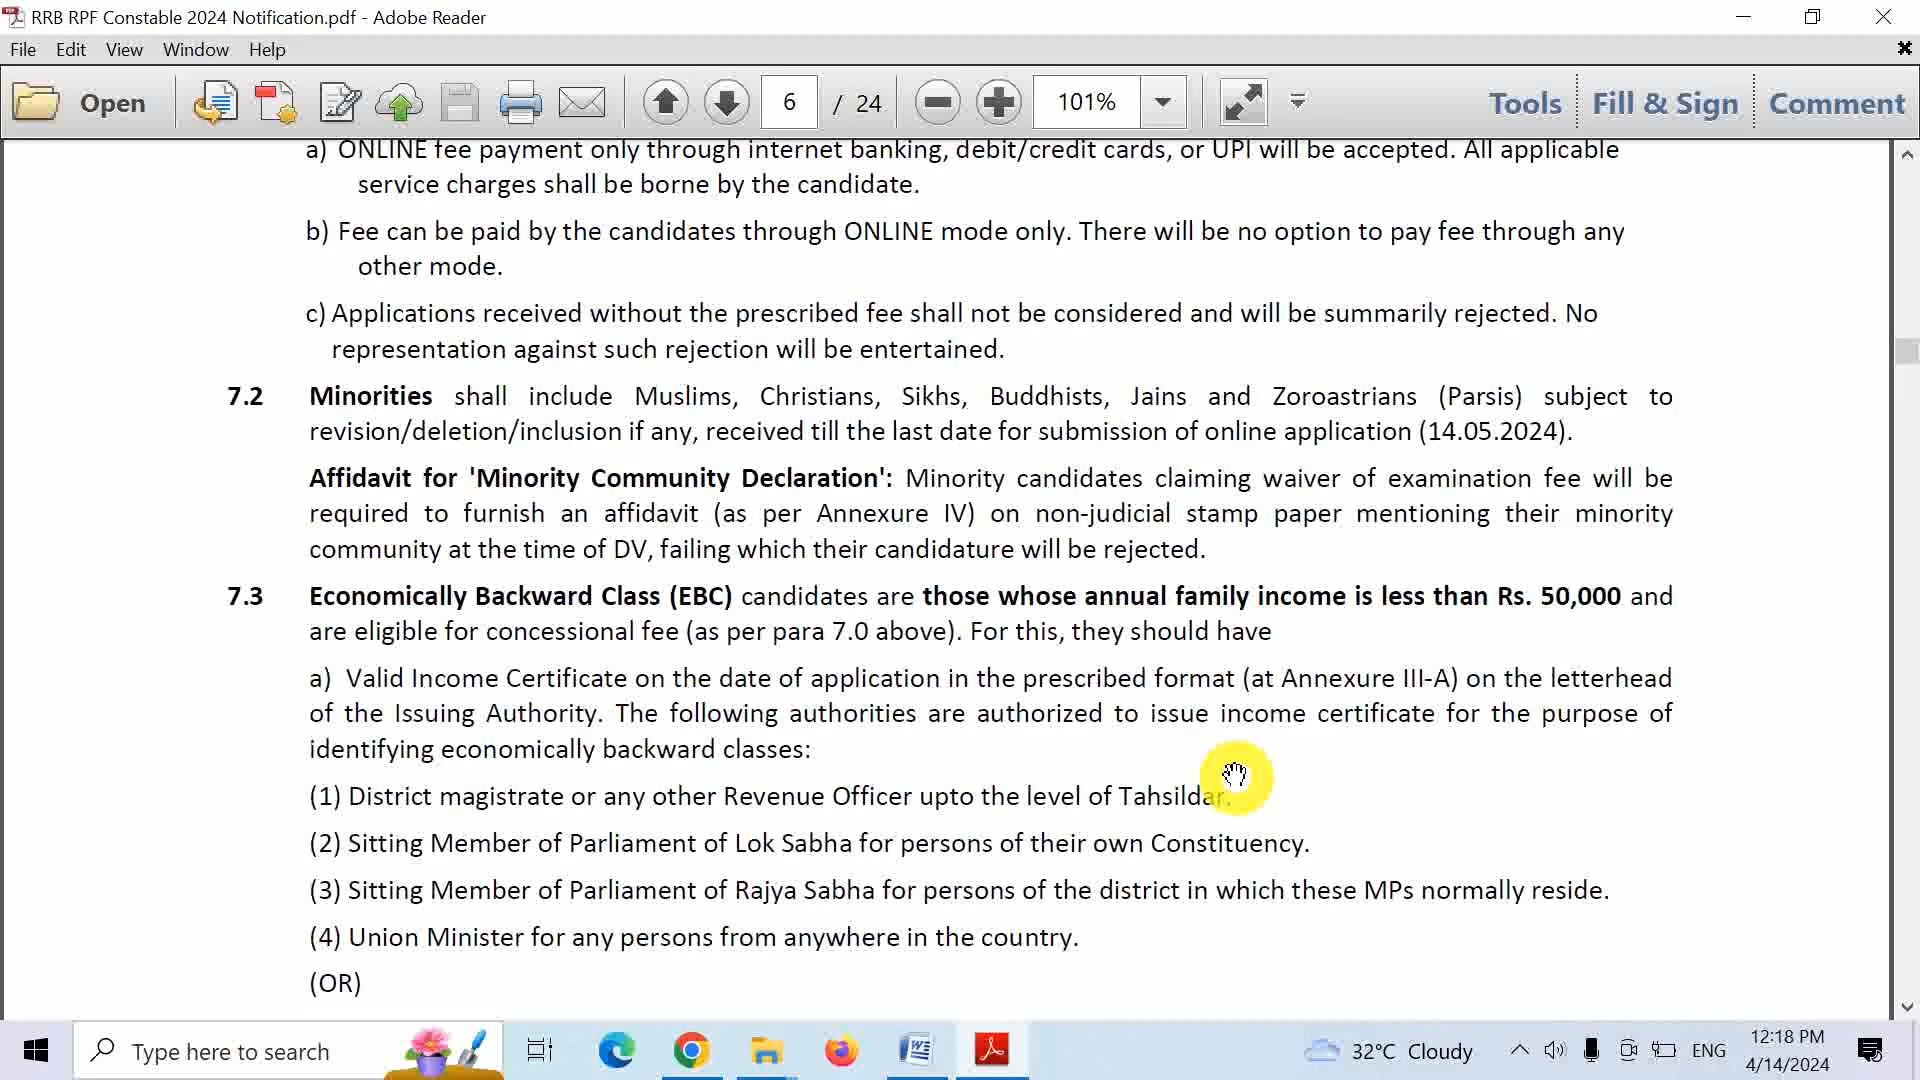 RRB RPF Constable 2024 Notification.pdf - Adobe Reader
File Edit View Window Help
Open 6 / 24 101% Tools Fill & Sign Comment
a) ONLINE fee payment only through internet banking, debit/credit cards, or UPI will be accepted. All applicable
service charges shall be borne by the candidate.
b) Fee can be paid by the candidates through ONLINE mode only. There will be no option to pay fee through any
other mode.
c) Applications received without the prescribed fee shall not be considered and will be summarily rejected. No
representation against such rejection will be entertained.
7.2 Minorities shall include Muslims, Christians, Sikhs, Buddhists, Jains and Zoroastrians (Parsis) subject to
revision/deletion/inclusion if any, received till the last date for submission of online application (14.05.2024).
Affidavit for 'Minority Community Declaration': Minority candidates claiming waiver of examination fee will be
required to furnish an affidavit (as per Annexure IV) on non-judicial stamp paper mentioning their minority
community at the time of DV, failing which their candidature will be rejected.
7.3 Economically Backward Class (EBC) candidates are those whose annual family income is less than Rs. 50,000 and
are eligible for concessional fee (as per para 7.0 above). For this, they should have
a) Valid Income Certificate on the date of application in the prescribed format (at Annexure III-A) on the letterhead
of the Issuing Authority. The following authorities are authorized to issue income certificate for the purpose of
identifying economically backward classes:
(1) District magistrate or any other Revenue Officer upto the level of Tahsildar.
(2) Sitting Member of Parliament of Lok Sabha for persons of their own Constituency.
(3) Sitting Member of Parliament of Rajya Sabha for persons of the district in which these MPs normally reside.
(4) Union Minister for any persons from anywhere in the country.
(OR)
Type here to search 32°C Cloudy ENG 12:18 PM
4/14/2024